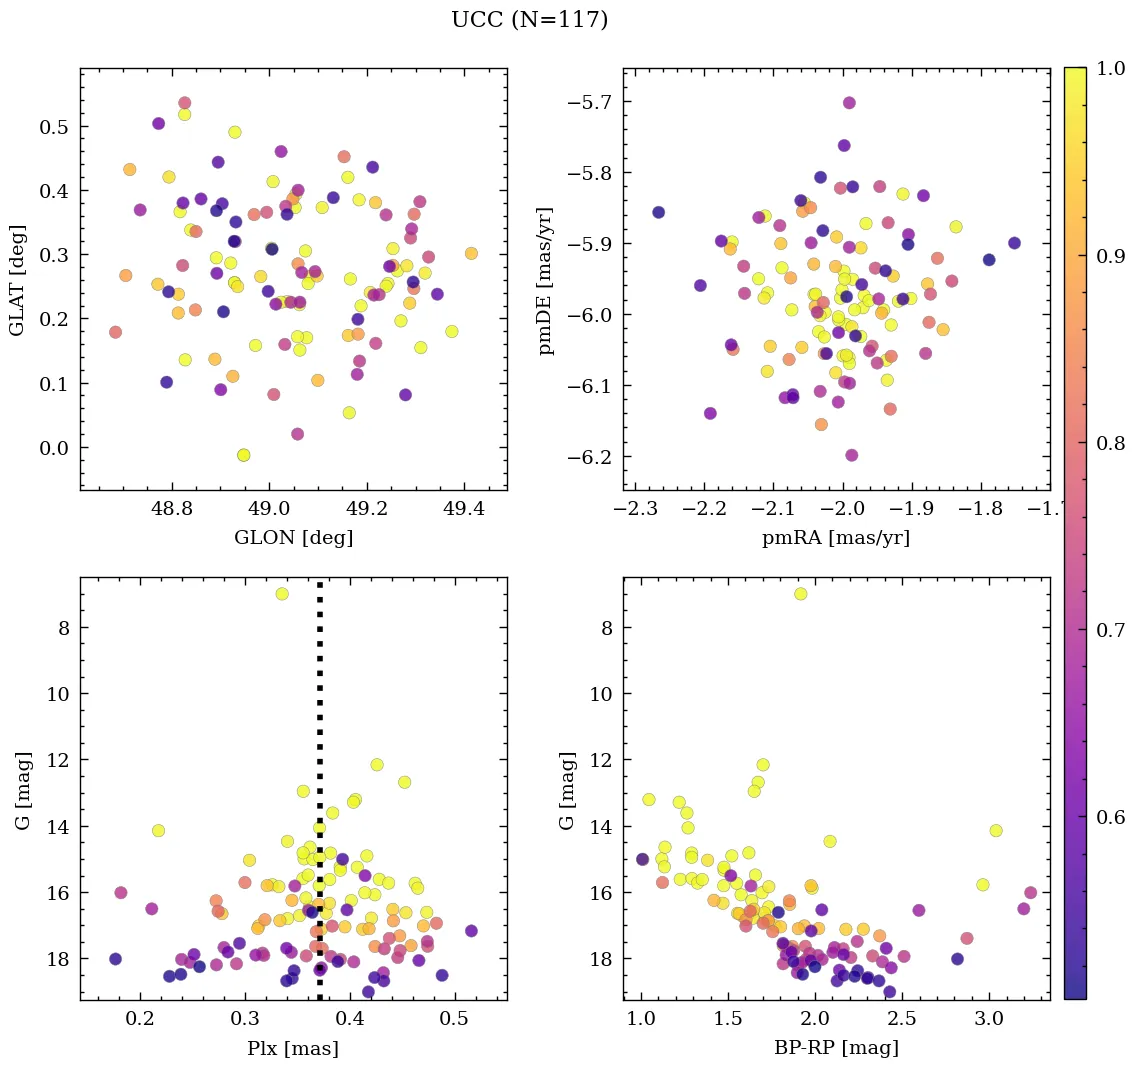 UCC (N=117)
0.5
0.4
0.3
0.2
0.1
0.0
GLAT [deg]
48.8 49.0 49.2 49.4
GLON [deg]
−5.7
−5.8
−5.9
−6.0
−6.1
−6.2
pmDE [mas/yr]
−2.3 −2.2 −2.1 −2.0 −1.9 −1.8 −1.7
pmRA [mas/yr]
1.0
0.9
0.8
0.7
0.6
8
10
12
14
16
18
G [mag]
0.2 0.3 0.4 0.5
Plx [mas]
8
10
12
14
16
18
G [mag]
1.0 1.5 2.0 2.5 3.0
BP-RP [mag]